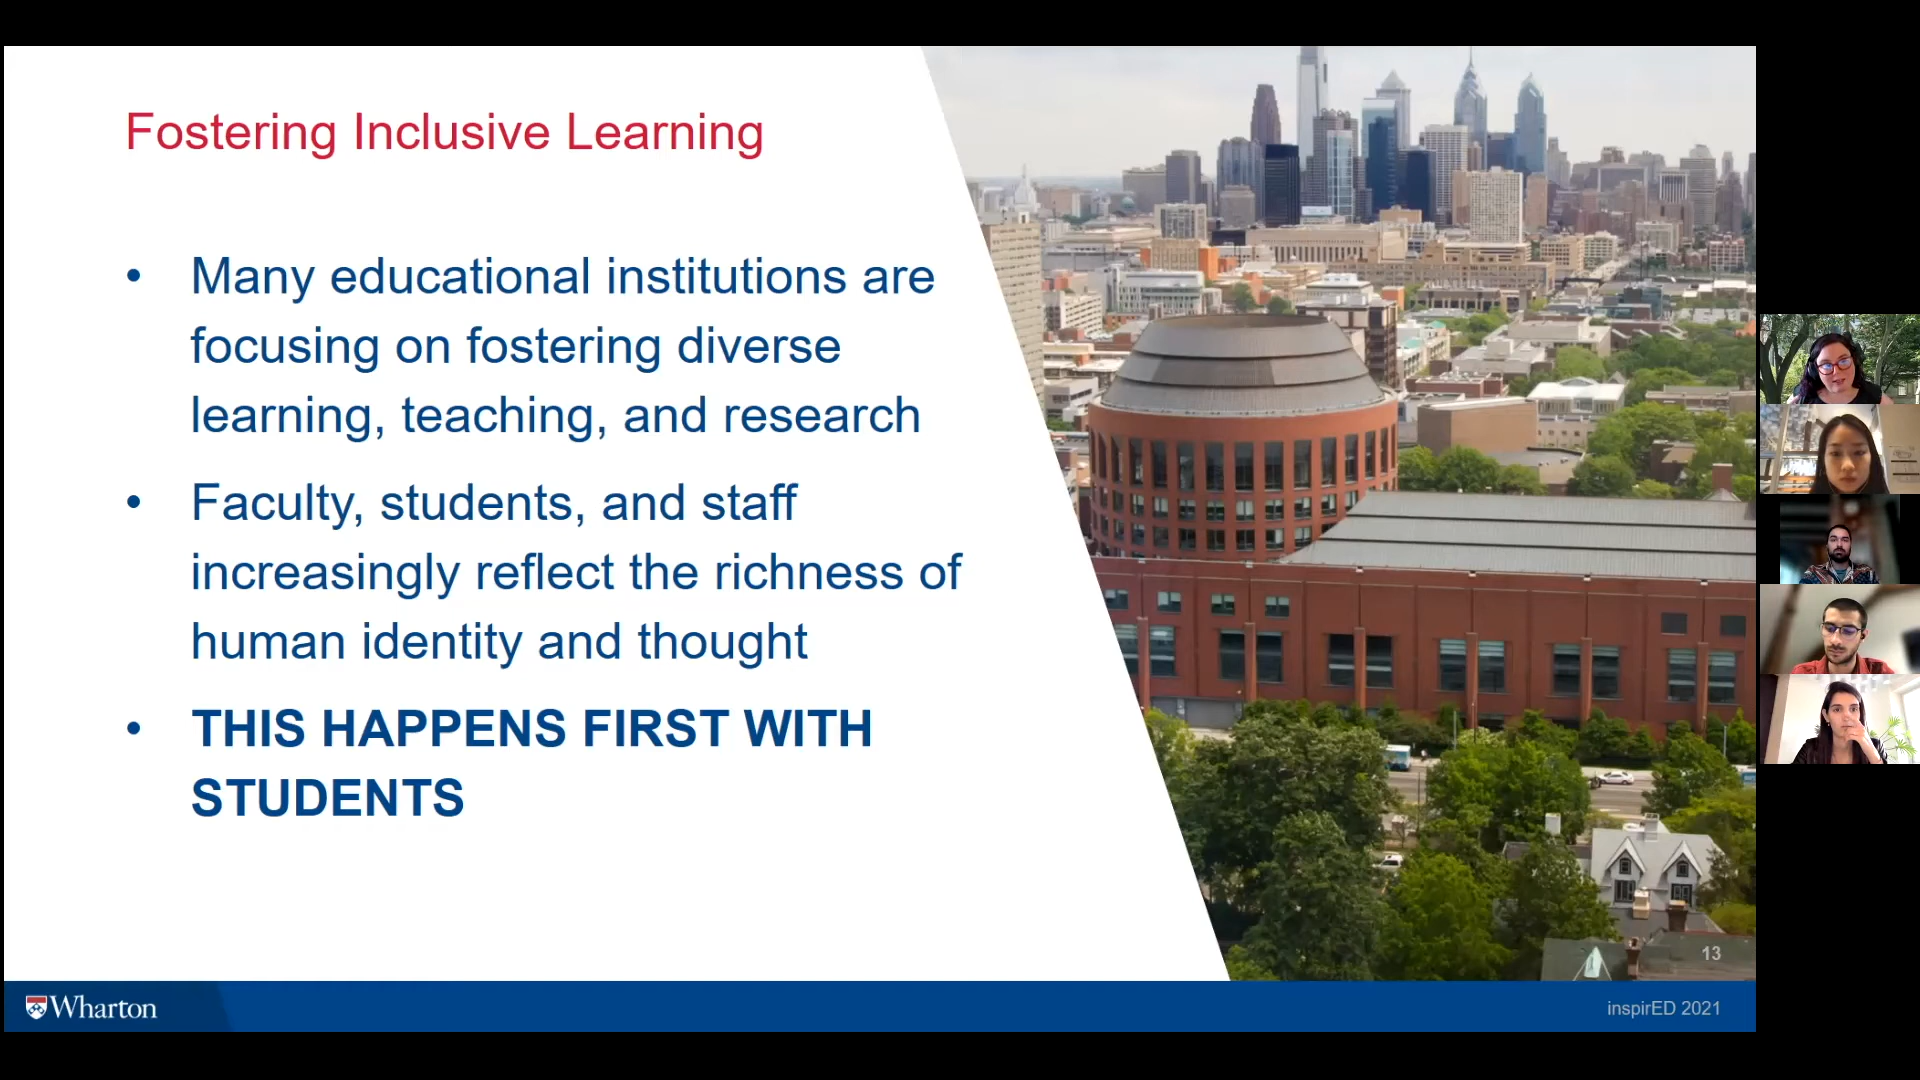 Fostering Inclusive Learning
• Many educational institutions are
focusing on fostering diverse
learning, teaching, and research
• Faculty, students, and staff
increasingly reflect the richness of
human identity and thought
• THIS HAPPENS FIRST WITH
STUDENTS
13
Wharton
inspirED 2021